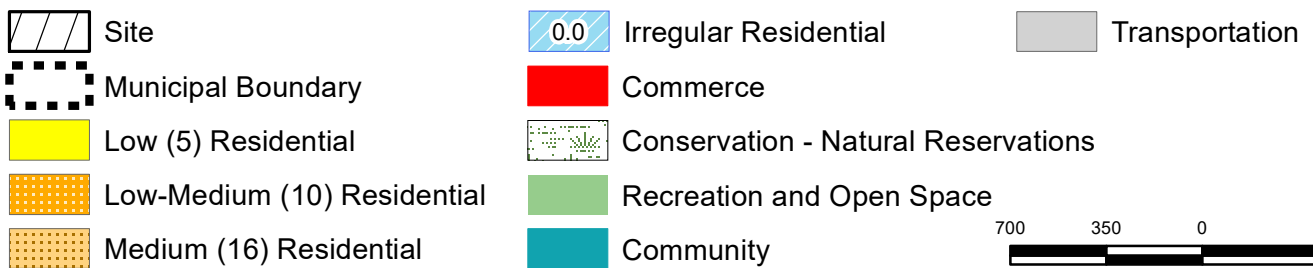 Site
Municipal Boundary
Low (5) Residential
Low-Medium (10) Residential
Medium (16) Residential
0.0 Irregular Residential
Commerce
Conservation - Natural Reservations
Recreation and Open Space
Community
Transportation
700 350 0